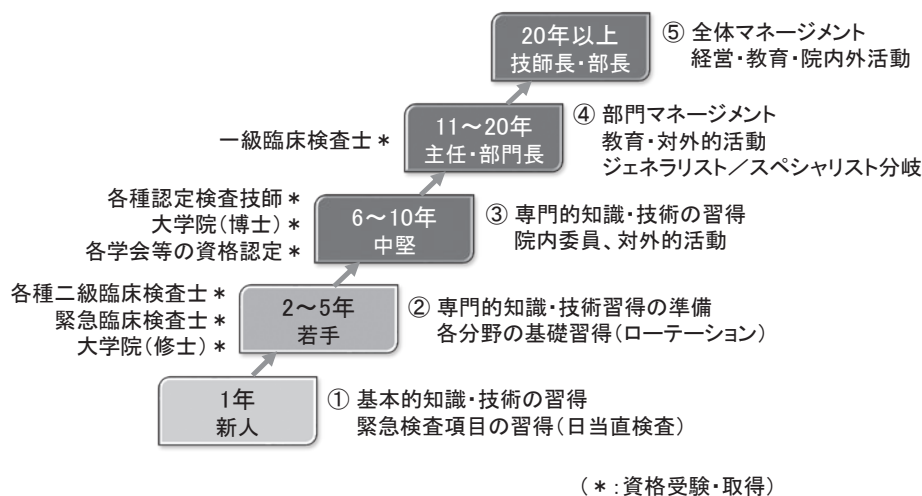 20年以上
技師長・部長
⑤ 全体マネージメント
経営・教育・院内外活動
一級臨床検査士＊
11～20年
主任・部門長
④ 部門マネージメント
教育・対外的活動
ジェネラリスト／スペシャリスト分岐
各種認定検査技師＊
大学院（博士）＊
各学会等の資格認定＊
6～10年
中堅
③ 専門的知識・技術の習得
院内委員、対外的活動
各種二級臨床検査士＊
緊急臨床検査士＊
大学院（修士）＊
2～5年
若手
② 専門的知識・技術習得の準備
各分野の基礎習得（ローテーション）
1年
新人
① 基本的知識・技術の習得
緊急検査項目の習得（日当直検査）
（＊：資格受験・取得）